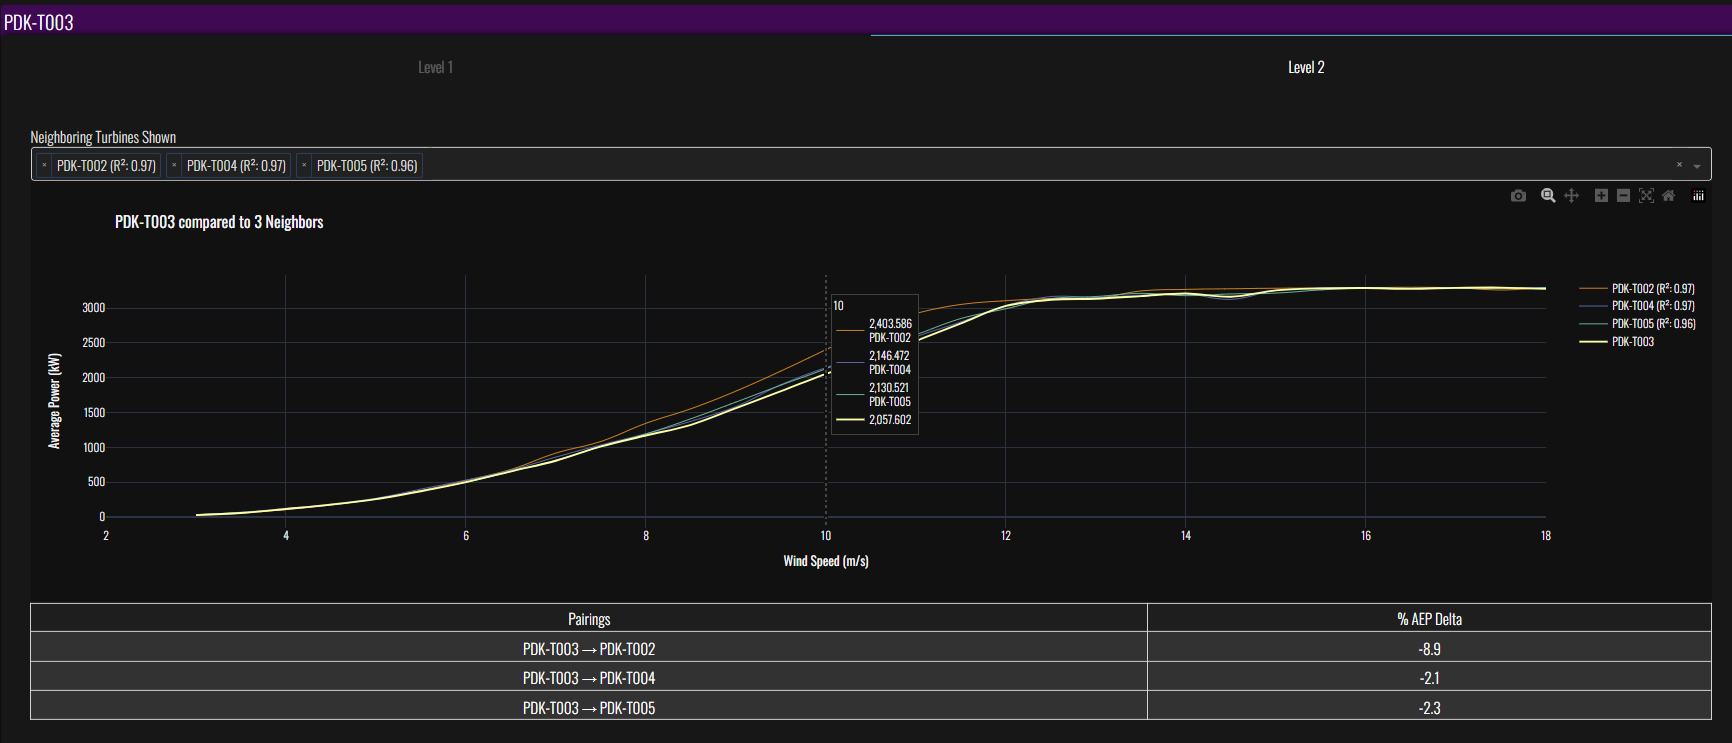 PDK-T003
Level 1
Level 2
Neighboring Turbines Shown
× PDK-T002 (R²: 0.97) × PDK-T004 (R²: 0.97) × PDK-T005 (R²: 0.96) ×
PDK-T003 compared to 3 Neighbors
3000
2500
2000
1500
1000
500
0
Average Power (kW)
10
2,403.586
PDK-T002
2,146.472
PDK-T004
2,130.521
PDK-T005
2,057.602
PDK-T002 (R²: 0.97)
PDK-T004 (R²: 0.97)
PDK-T005 (R²: 0.96)
PDK-T003
2 4 6 8 10 12 14 16 18
Wind Speed (m/s)
Pairings % AEP Delta
PDK-T003 → PDK-T002 -8.9
PDK-T003 → PDK-T004 -2.1
PDK-T003 → PDK-T005 -2.3